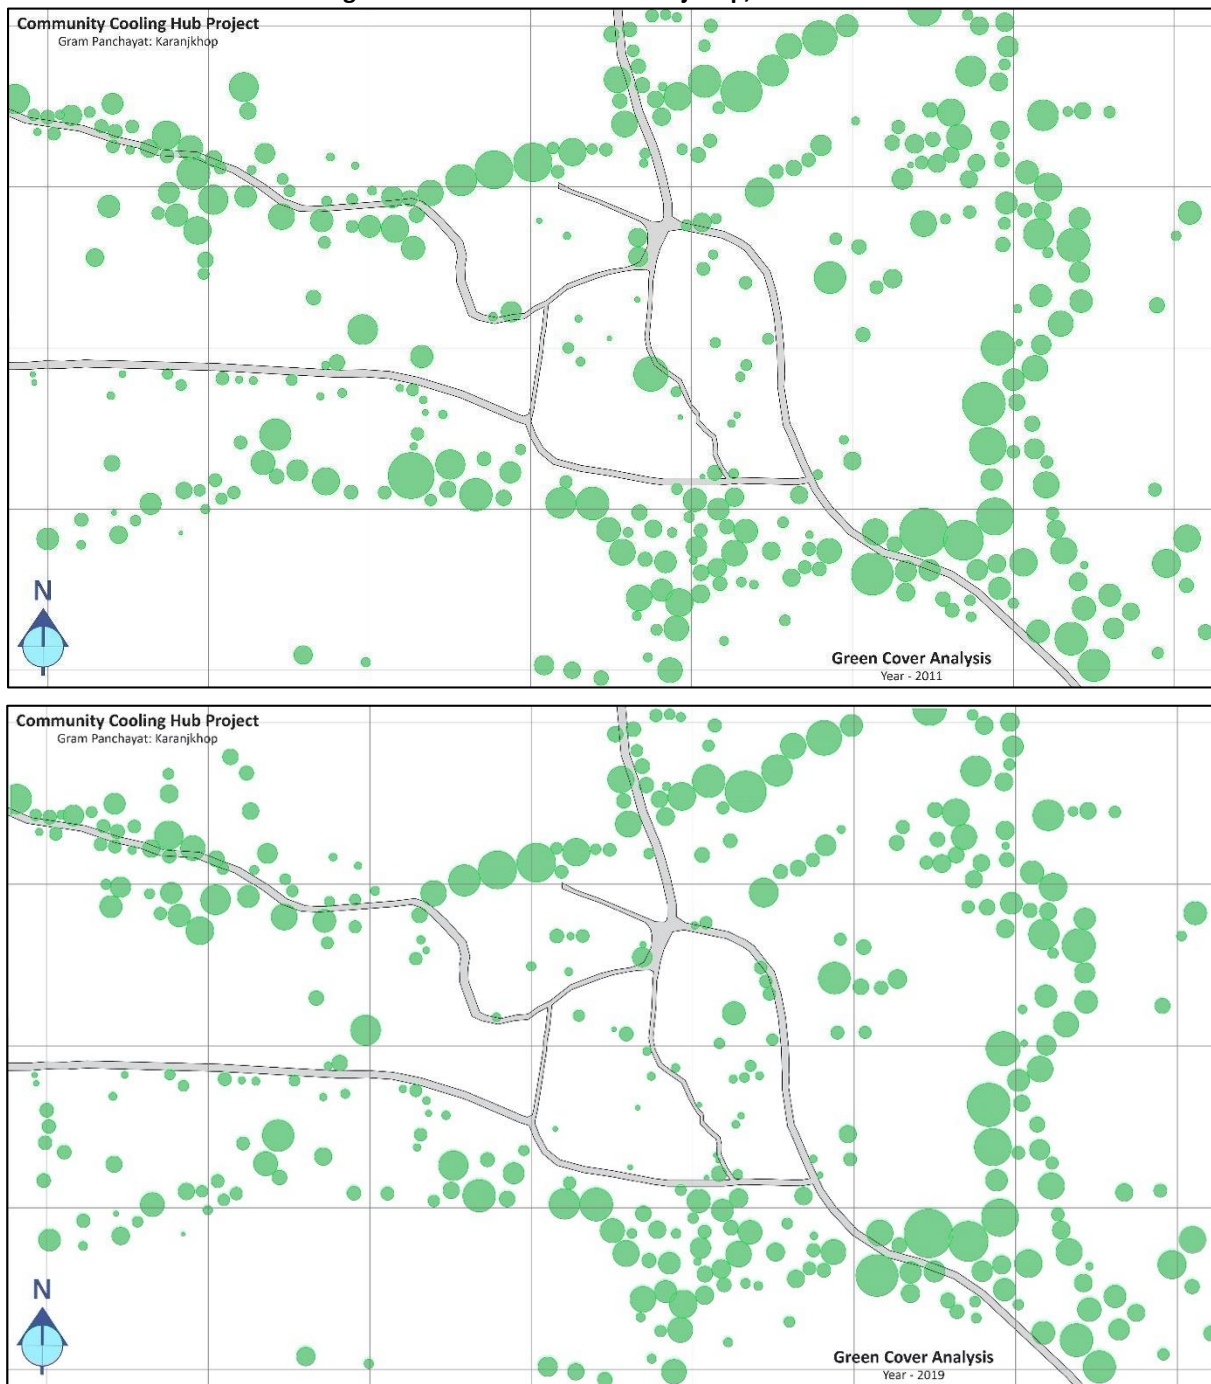 Community Cooling Hub Project
Gram Panchayat: Karanjkhop
N
Green Cover Analysis
Year - 2011
Community Cooling Hub Project
Gram Panchayat: Karanjkhop
N
Green Cover Analysis
Year - 2019